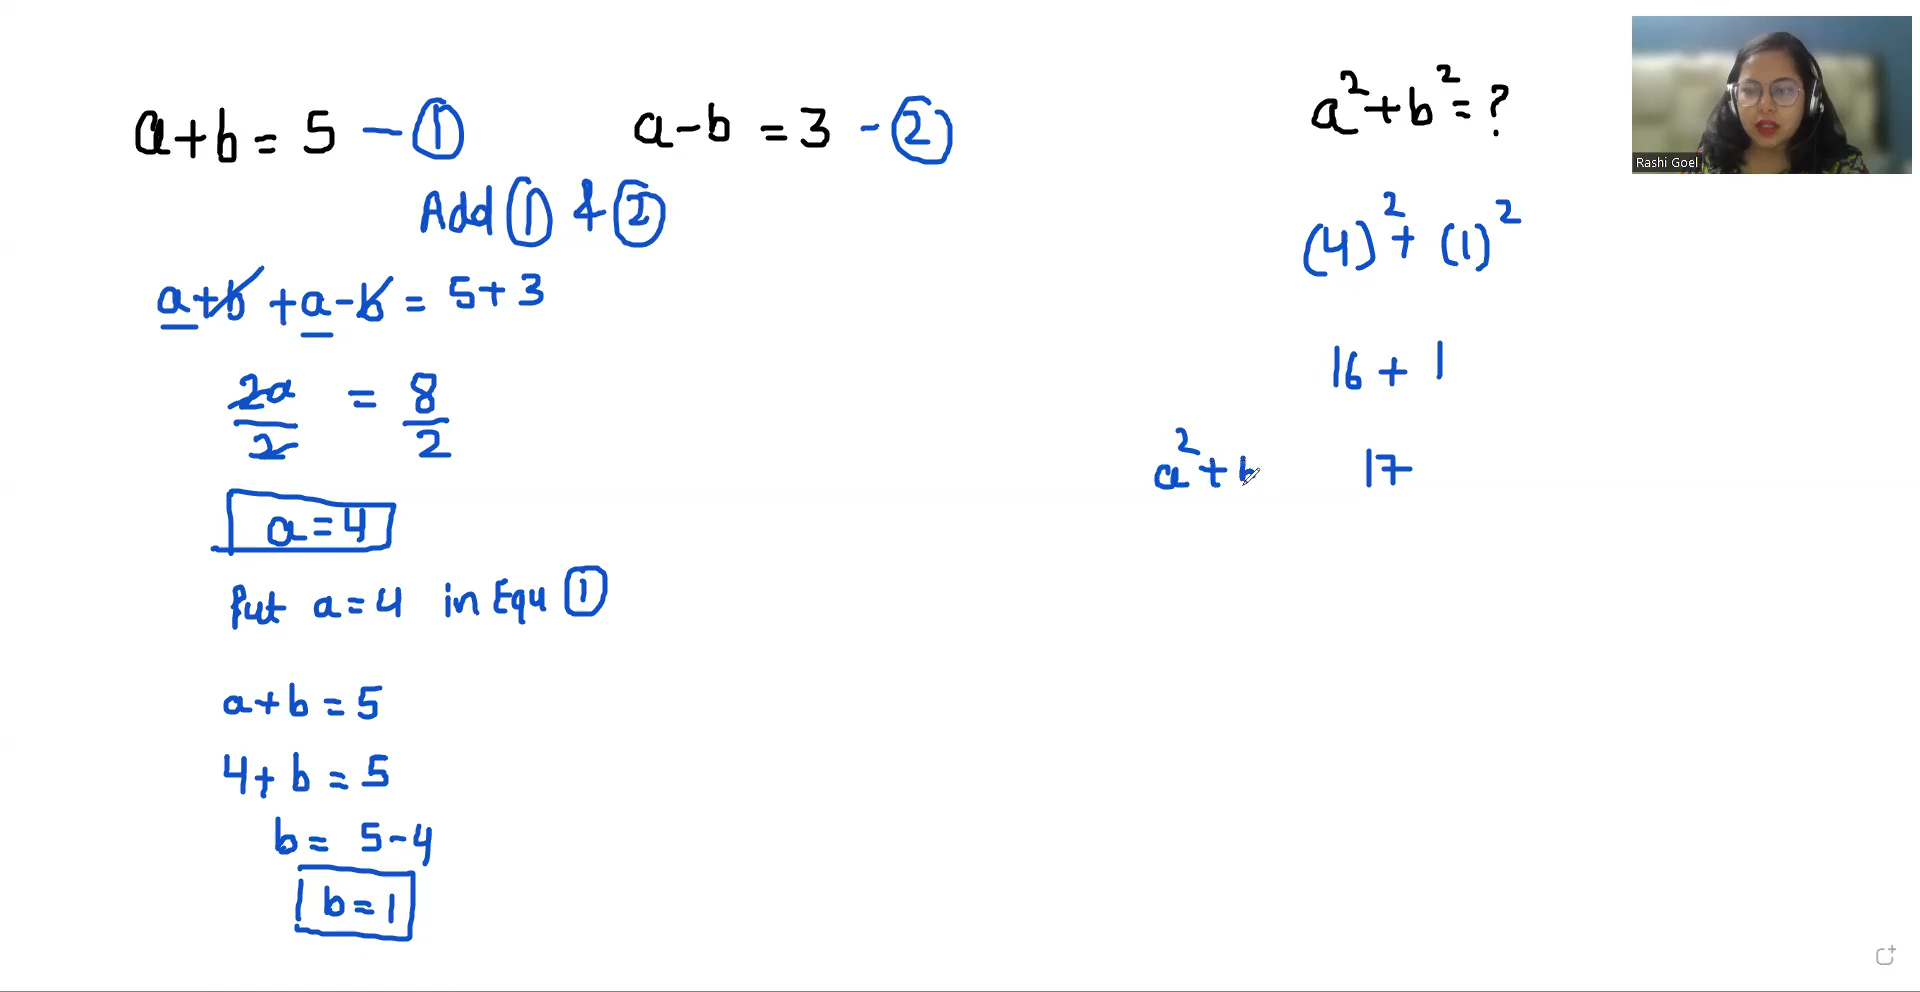 a+b = 5 — ① a-b = 3 - ②
Add ① & ②
a+b + a-b = 5+3
2a/2 = 8/2
a=4
Put a=4 in Equ ①
a+b = 5
4+b = 5
b = 5-4
b=1
a²+b² = ?
(4)² + (1)²
16 + 1
a²+b 17
Rashi Goel